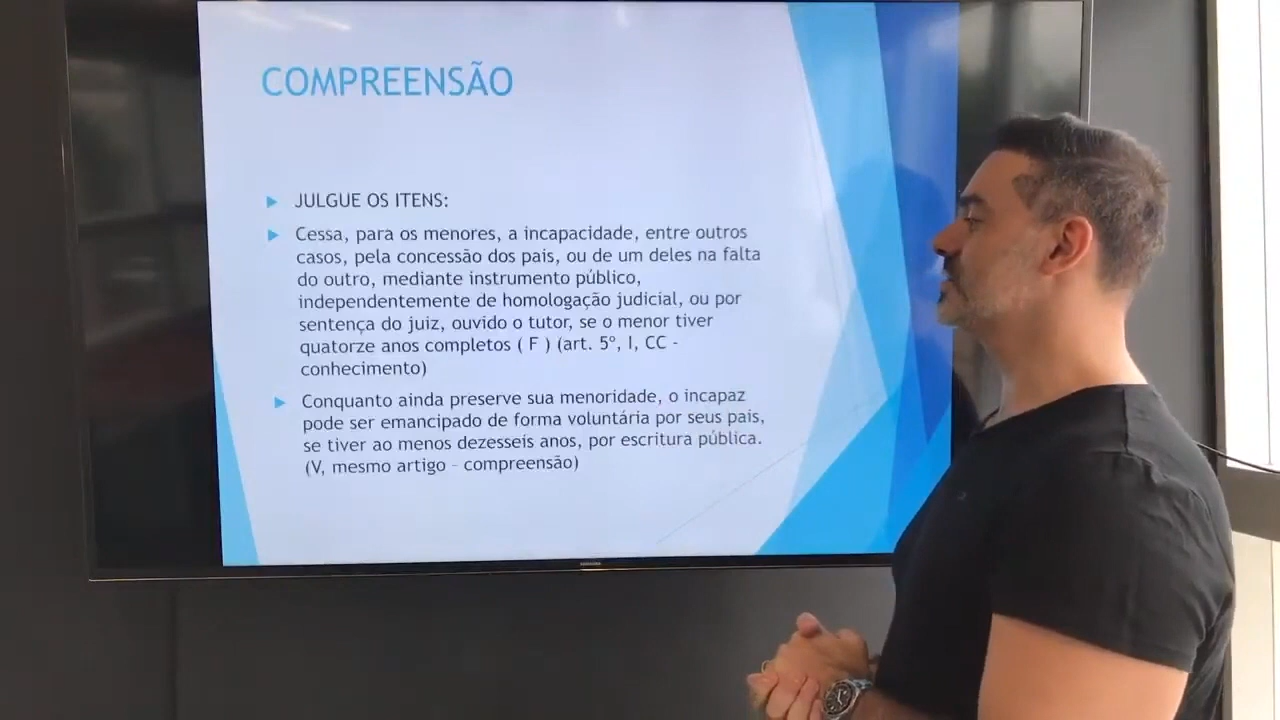 COMPREENSÃO
JULGUE OS ITENS:
Cessa, para os menores, a incapacidade, entre outros
casos, pela concessão dos pais, ou de um deles na falta
do outro, mediante instrumento público,
independentemente de homologação judicial, ou por
sentença do juiz, ouvido o tutor, se o menor tiver
quatorze anos completos ( F ) (art. 5º, I, CC -
conhecimento)
Conquanto ainda preserve sua menoridade, o incapaz
pode ser emancipado de forma voluntária por seus pais,
se tiver ao menos dezesseis anos, por escritura pública.
(V, mesmo artigo - compreensão)